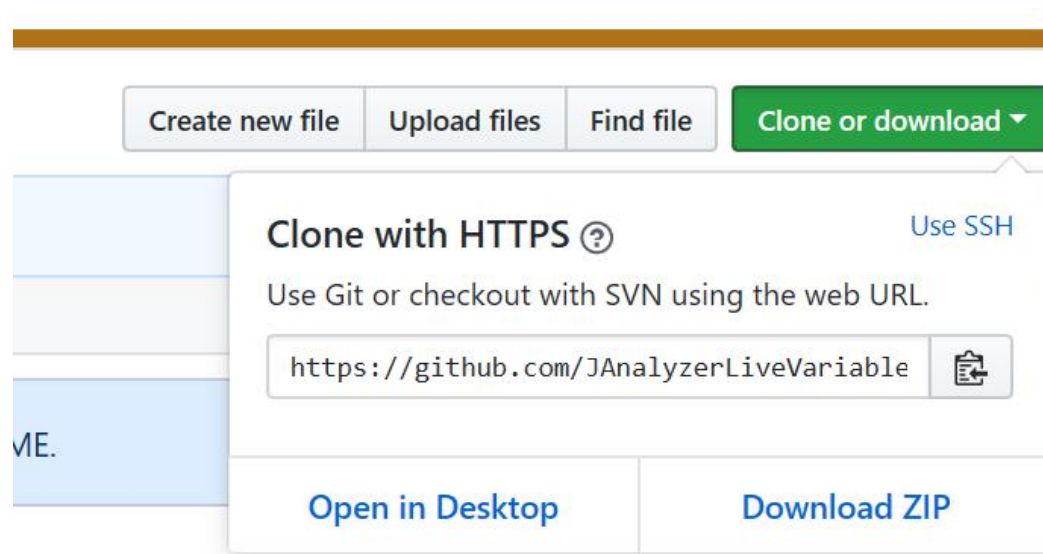 Create new file Upload files Find file Clone or download
Clone with HTTPS ? Use SSH
Use Git or checkout with SVN using the web URL.
https://github.com/JAnalyzerLiveVariable
ME.
Open in Desktop Download ZIP